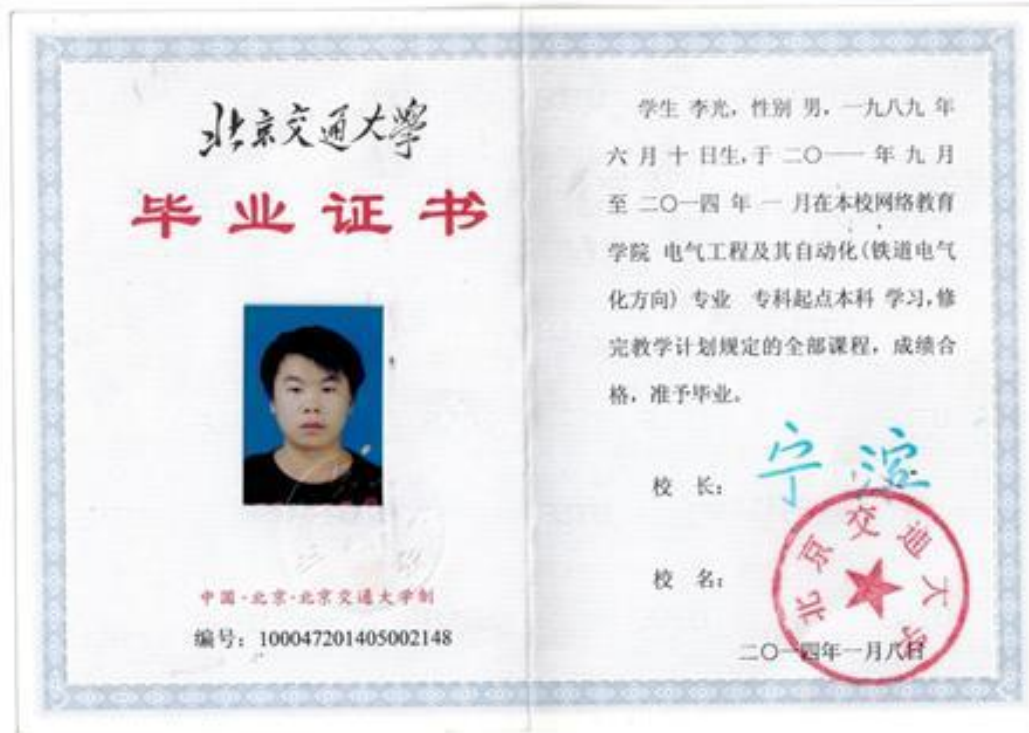 北京交通大學
毕业证书
中国·北京·北京交通大学制
编号：100047201405002148
学生 李光，性别 男，一九八九 年
六 月 十 日生，于 二〇一一 年 九 月
至 二〇一四 年 一 月在本校网络教育
学院 电气工程及其自动化（铁道电气
化方向） 专业 专科起点本科 学习，修
完教学计划规定的全部课程，成绩合
格，准予毕业。
校 长： 宁滨
校 名：
北京交通大学
二〇一四年一月八日